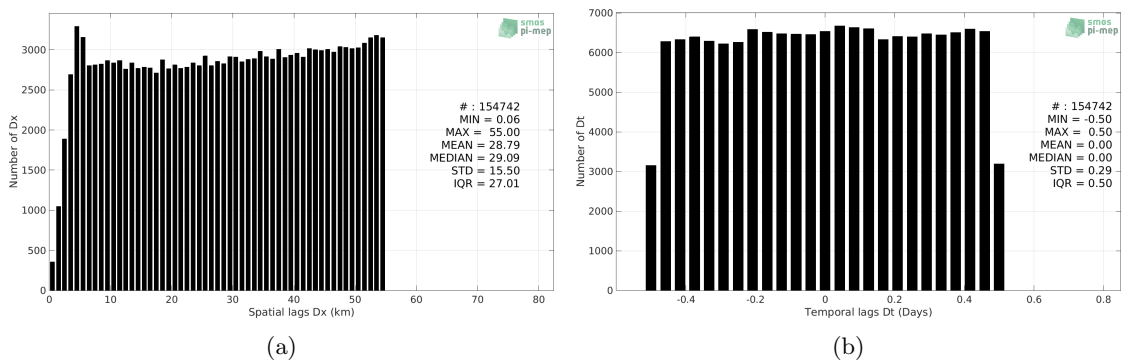 3000
2500
2000
1500
1000
500
0
Number of Dx
0 10 20 30 40 50 60 70 80
Spatial lags Dx (km)
smos
pi-mep
# : 154742
MIN = 0.06
MAX = 55.00
MEAN = 28.79
MEDIAN = 29.09
STD = 15.50
IQR = 27.01
(a)
7000
6000
5000
4000
3000
2000
1000
0
Number of Dt
-0.4 -0.2 0 0.2 0.4 0.6 0.8
Temporal lags Dt (Days)
smos
pi-mep
# : 154742
MIN = -0.50
MAX = 0.50
MEAN = 0.00
MEDIAN = 0.00
STD = 0.29
IQR = 0.50
(b)